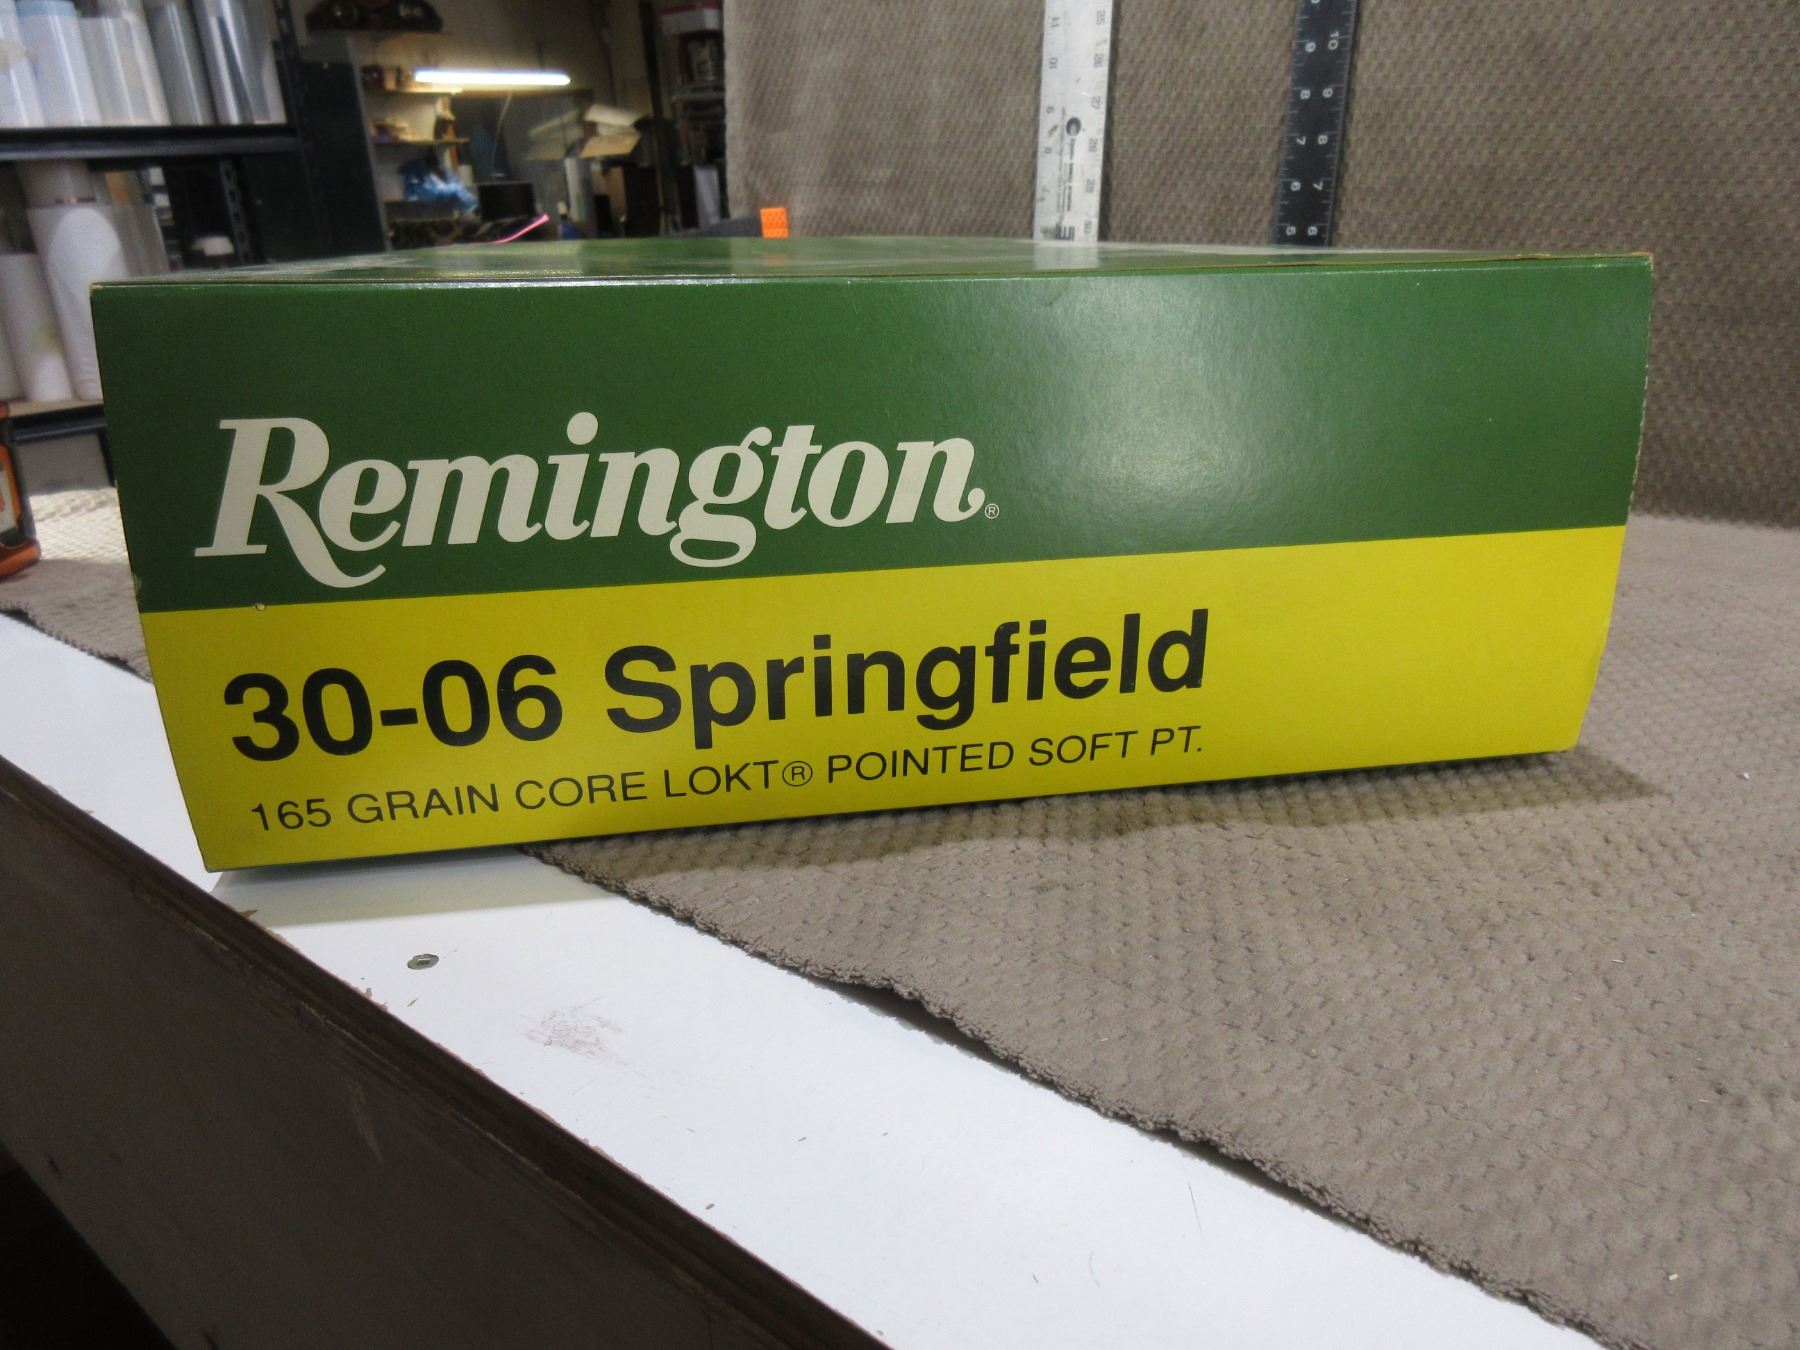 Remington®
30-06 Springfield
165 GRAIN CORE LOKT® POINTED SOFT PT.